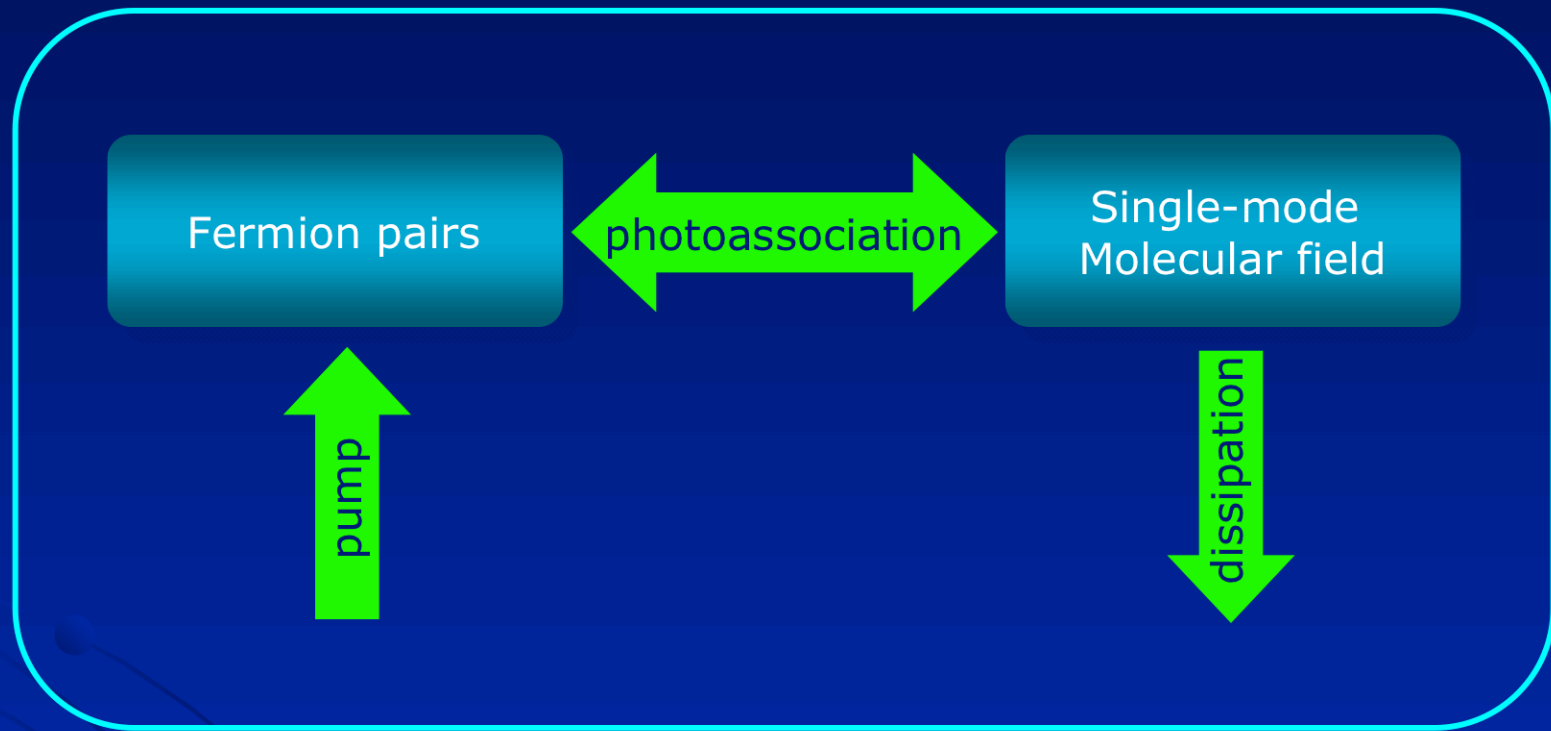 Fermion pairs
photoassociation
Single-mode
Molecular field
pump
dissipation